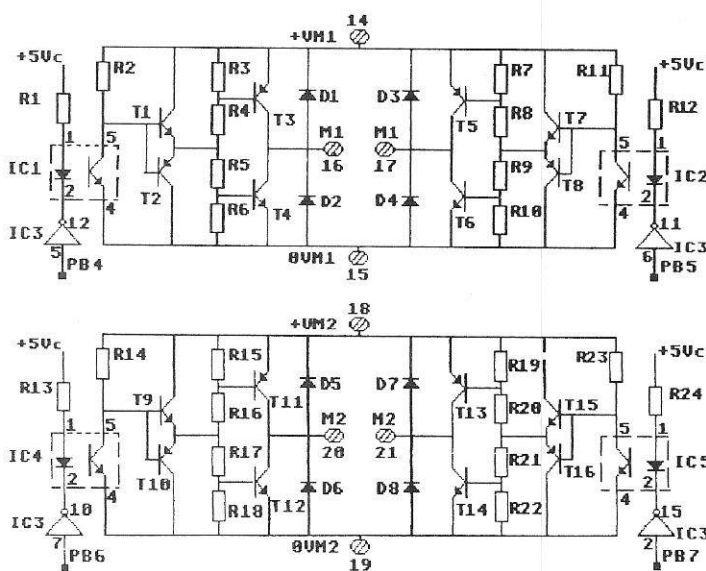 14
+VM1
+5Vc
R2
R3
R7
R11
+5Vc
R1
T1
R4
T3
D1
D3
T5
R8
T7
R12
1
5
M1
M1
5
1
IC1
R5
16
17
R9
T8
IC2
2
4
T2
R6
T4
D2
D4
T6
R10
4
2
IC3
12
11
IC3
5
PB4
0VM1
15
6
PB5
18
+VM2
+5Vc
R14
R15
R19
R23
+5Vc
R13
T9
R16
T11
D5
D7
T13
R20
T15
R24
1
5
M2
M2
5
1
IC4
R17
20
21
R21
T16
IC5
2
4
T10
R18
T12
D6
D8
T14
R22
4
2
IC3
10
15
IC3
7
PB6
0VM2
19
2
PB7